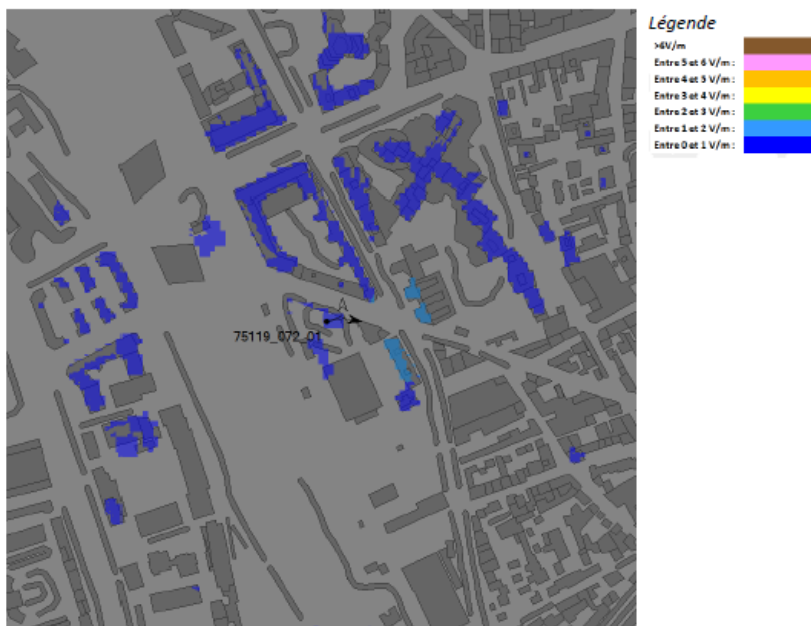 Légende
>6V/m
Entre 5 et 6 V/m :
Entre 4 et 5 V/m :
Entre 3 et 4 V/m :
Entre 2 et 3 V/m :
Entre 1 et 2 V/m :
Entre 0 et 1 V/m :
A
75119_072_01